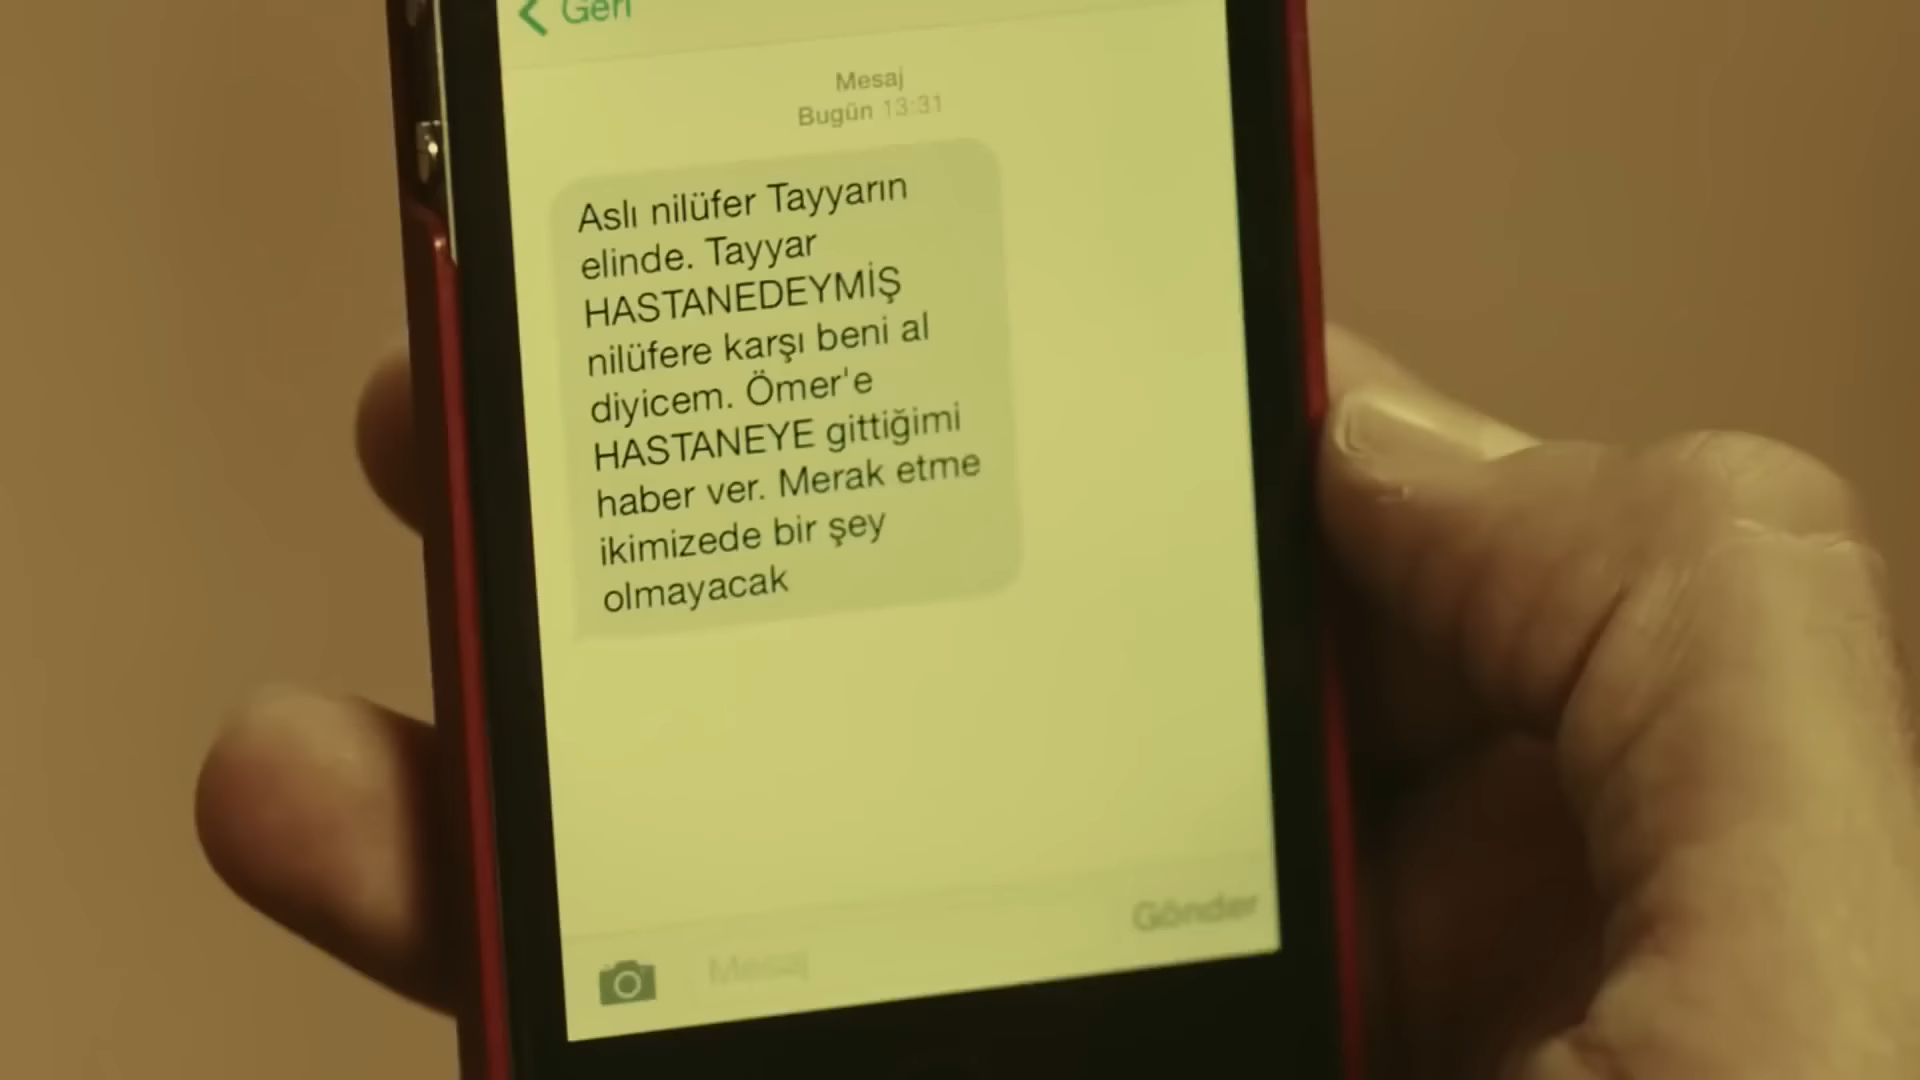 Geri
Mesaj
Bugün 13:31
Aslı nilüfer Tayyarın
elinde. Tayyar
HASTANEDEYMİŞ
nilüfere karşı beni al
diyicem. Ömer'e
HASTANEYE gittiğimi
haber ver. Merak etme
ikimizede bir şey
olmayacak
Mesaj
Gönder